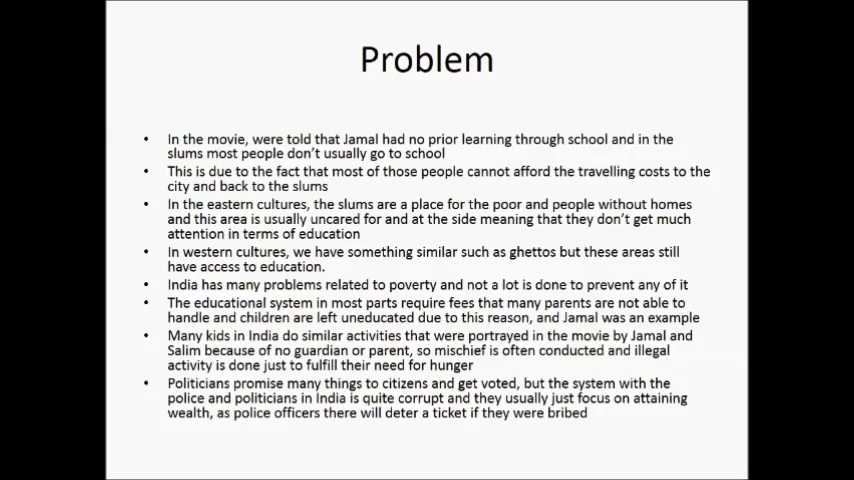 Problem
• In the movie, were told that Jamal had no prior learning through school and in the
slums most people don't usually go to school
• This is due to the fact that most of those people cannot afford the travelling costs to the
city and back to the slums
• In the eastern cultures, the slums are a place for the poor and people without homes
and this area is usually uncared for and at the side meaning that they don't get much
attention in terms of education
• In western cultures, we have something similar such as ghettos but these areas still
have access to education.
• India has many problems related to poverty and not a lot is done to prevent any of it
• The educational system in most parts require fees that many parents are not able to
handle and children are left uneducated due to this reason, and Jamal was an example
• Many kids in India do similar activities that were portrayed in the movie by Jamal and
Salim because of no guardian or parent, so mischief is often conducted and illegal
activity is done just to fulfill their need for hunger
• Politicians promise many things to citizens and get voted, but the system with the
police and politicians in India is quite corrupt and they usually just focus on attaining
wealth, as police officers there will deter a ticket if they were bribed